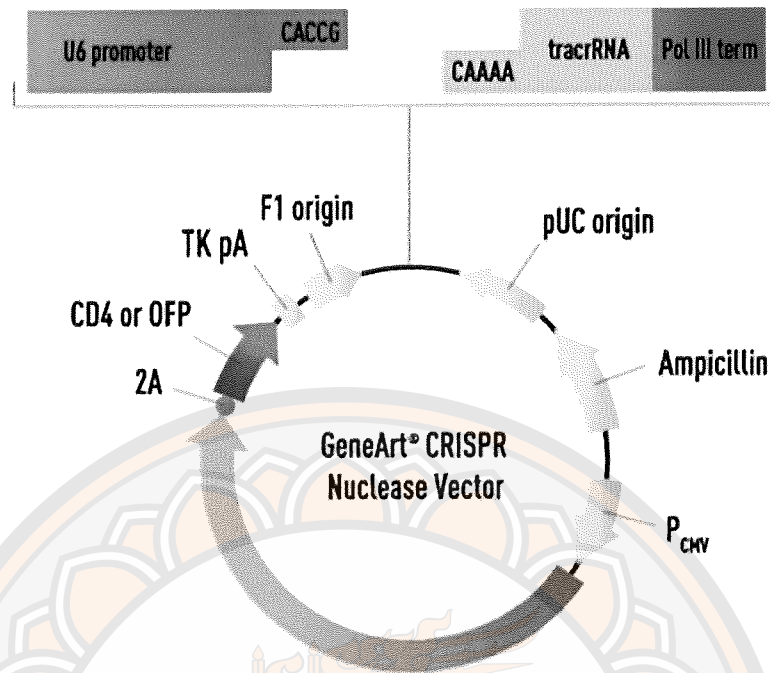 U6 promoter
CACCG
CAAAA
tracrRNA
Pol III term
F1 origin
pUC origin
TK pA
CD4 or OFP
2A
Ampicillin
GeneArt® CRISPR
Nuclease Vector
PCMV